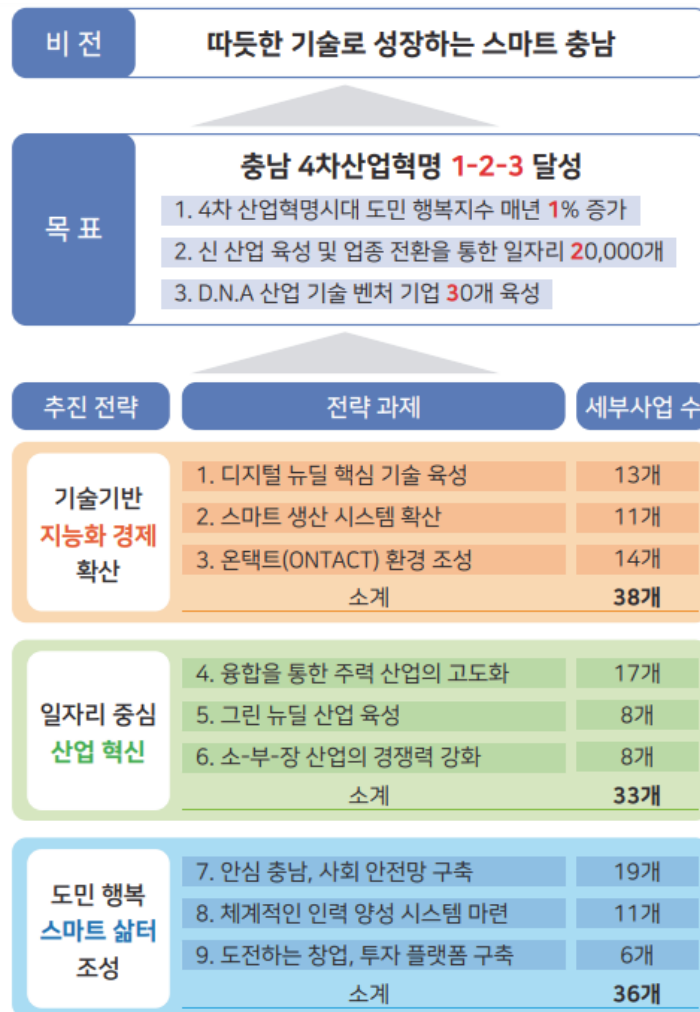 비 전
따뜻한 기술로 성장하는 스마트 충남
목 표
충남 4차산업혁명 1-2-3 달성
1. 4차 산업혁명시대 도민 행복지수 매년 1% 증가
2. 신 산업 육성 및 업종 전환을 통한 일자리 20,000개
3. D.N.A 산업 기술 벤처 기업 30개 육성
추진 전략 전략 과제 세부사업 수
기술기반
지능화 경제
확산
1. 디지털 뉴딜 핵심 기술 육성 13개
2. 스마트 생산 시스템 확산 11개
3. 온택트(ONTACT) 환경 조성 14개
소계 38개
일자리 중심
산업 혁신
4. 융합을 통한 주력 산업의 고도화 17개
5. 그린 뉴딜 산업 육성 8개
6. 소-부-장 산업의 경쟁력 강화 8개
소계 33개
도민 행복
스마트 삶터
조성
7. 안심 충남, 사회 안전망 구축 19개
8. 체계적인 인력 양성 시스템 마련 11개
9. 도전하는 창업, 투자 플랫폼 구축 6개
소계 36개